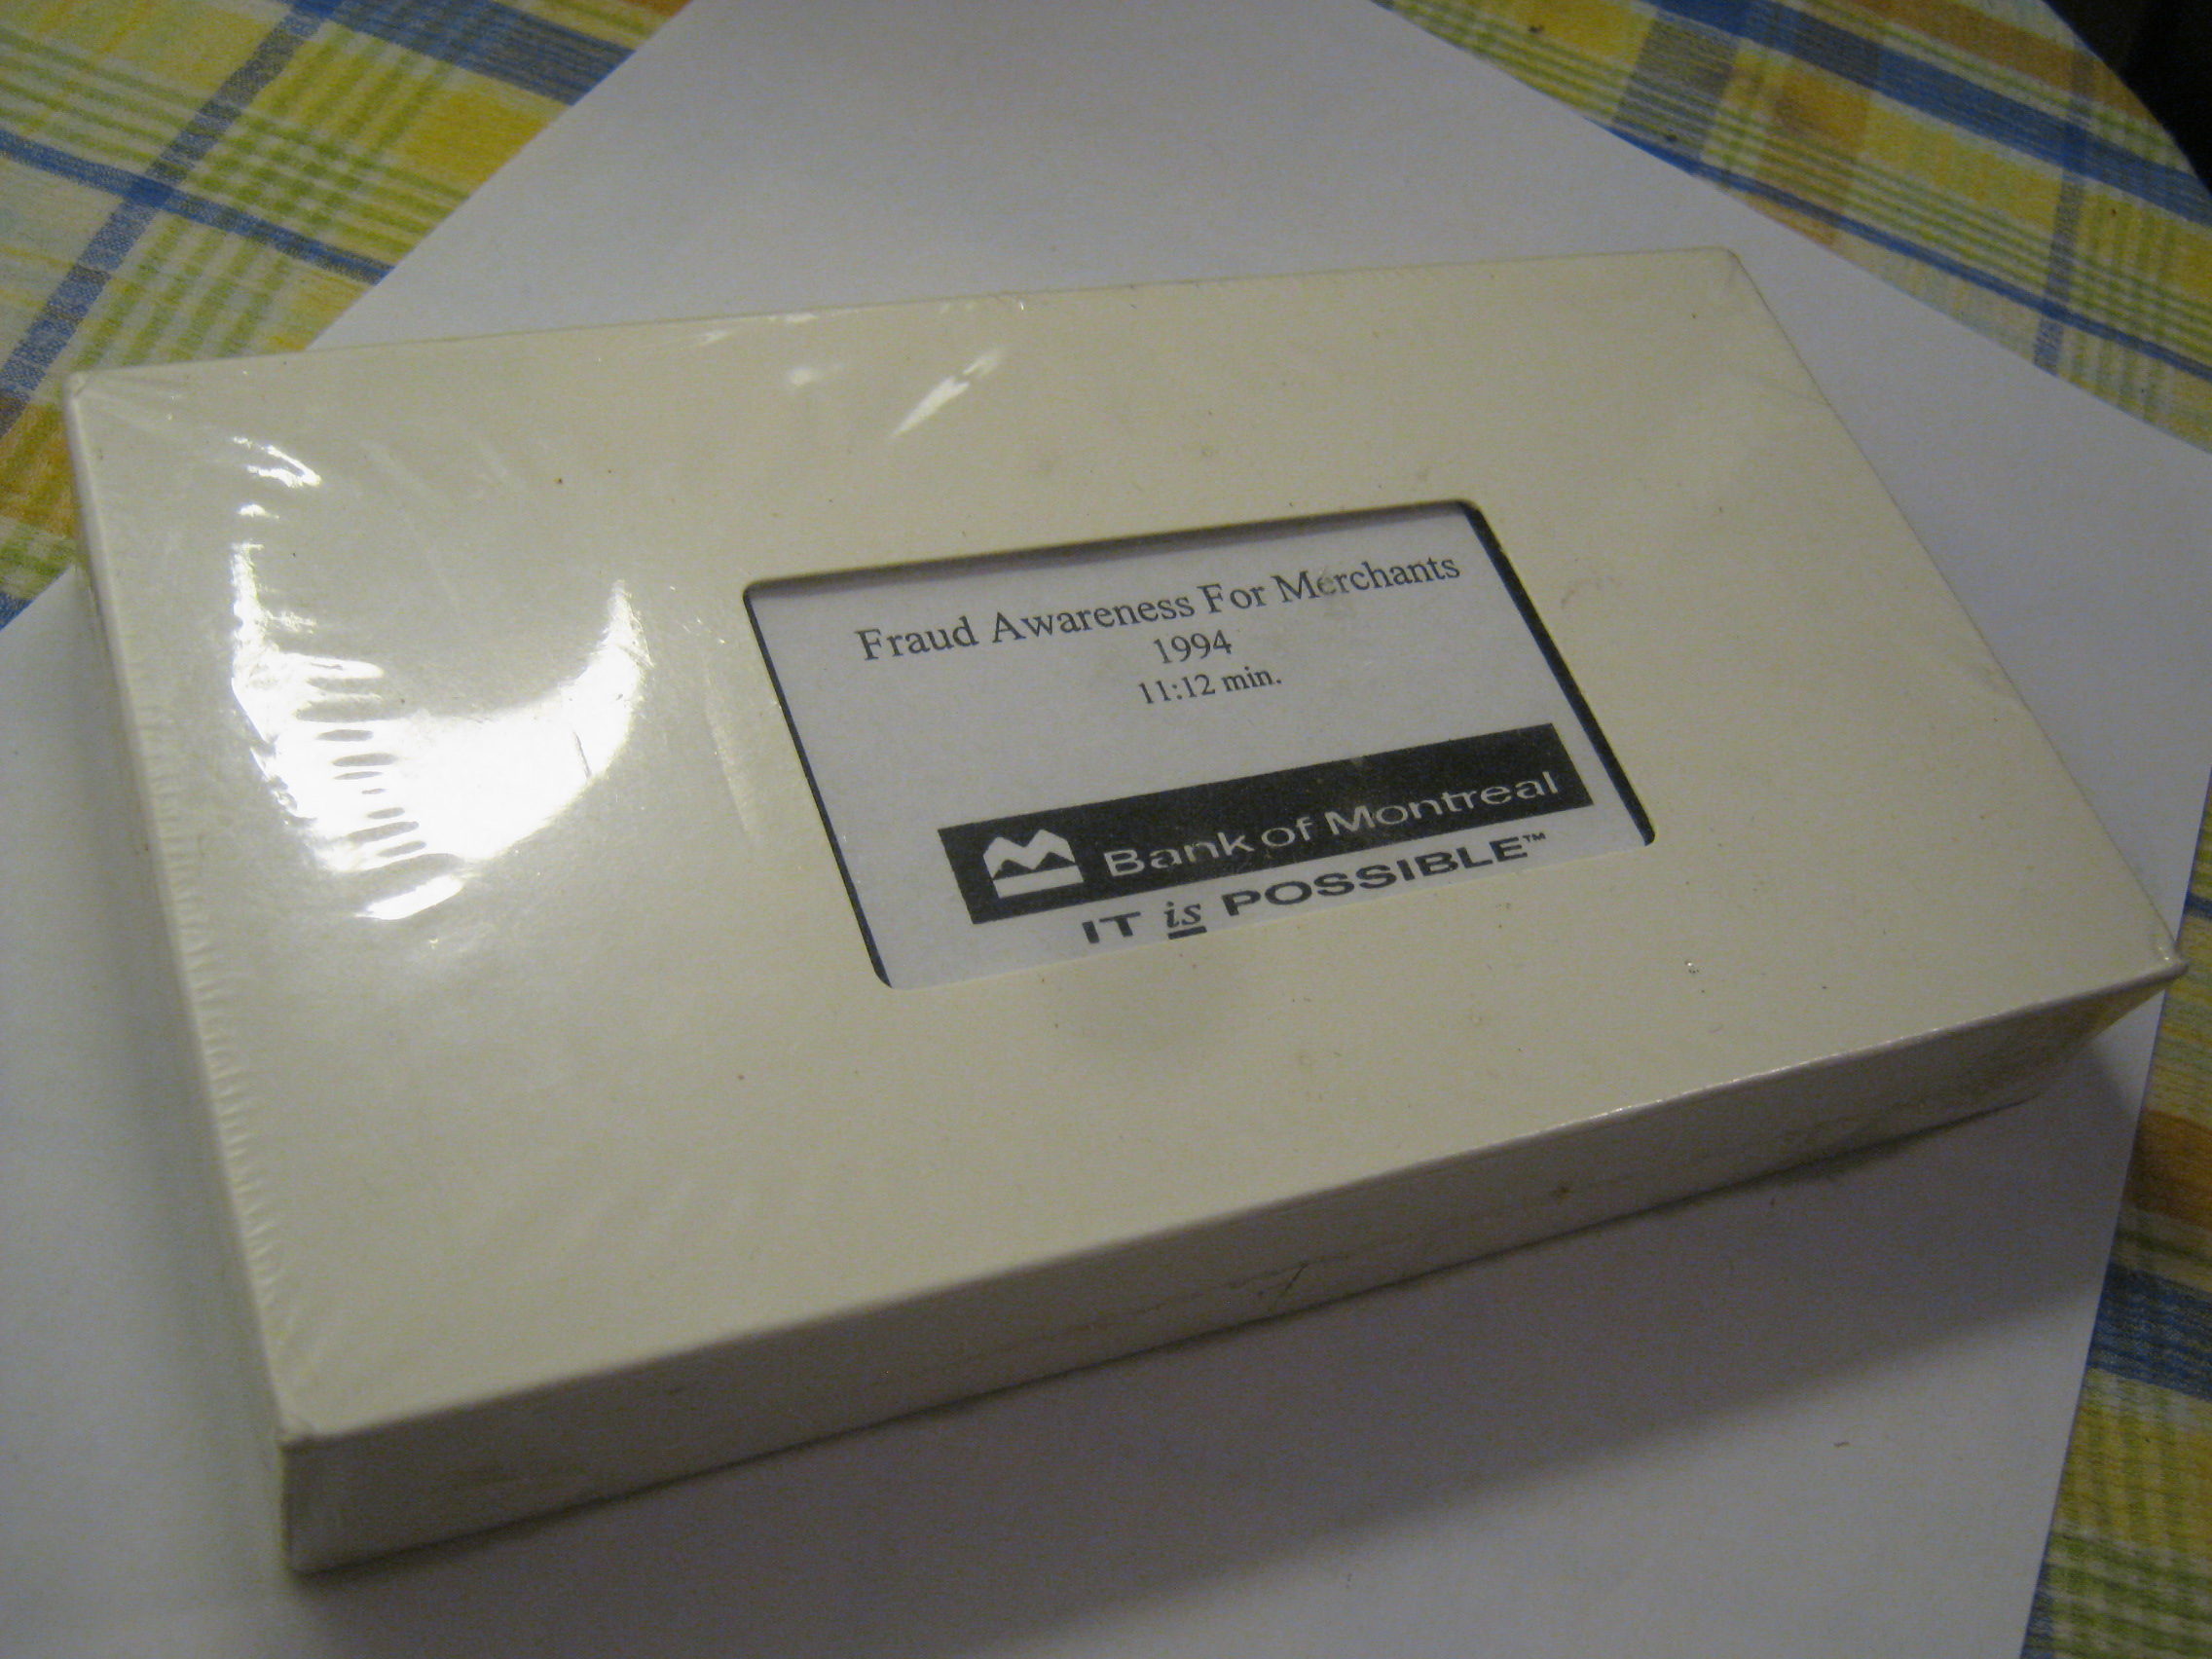 Fraud Awareness For Merchants
1994
11:12 min.
Bank of Montreal
IT is POSSIBLE™